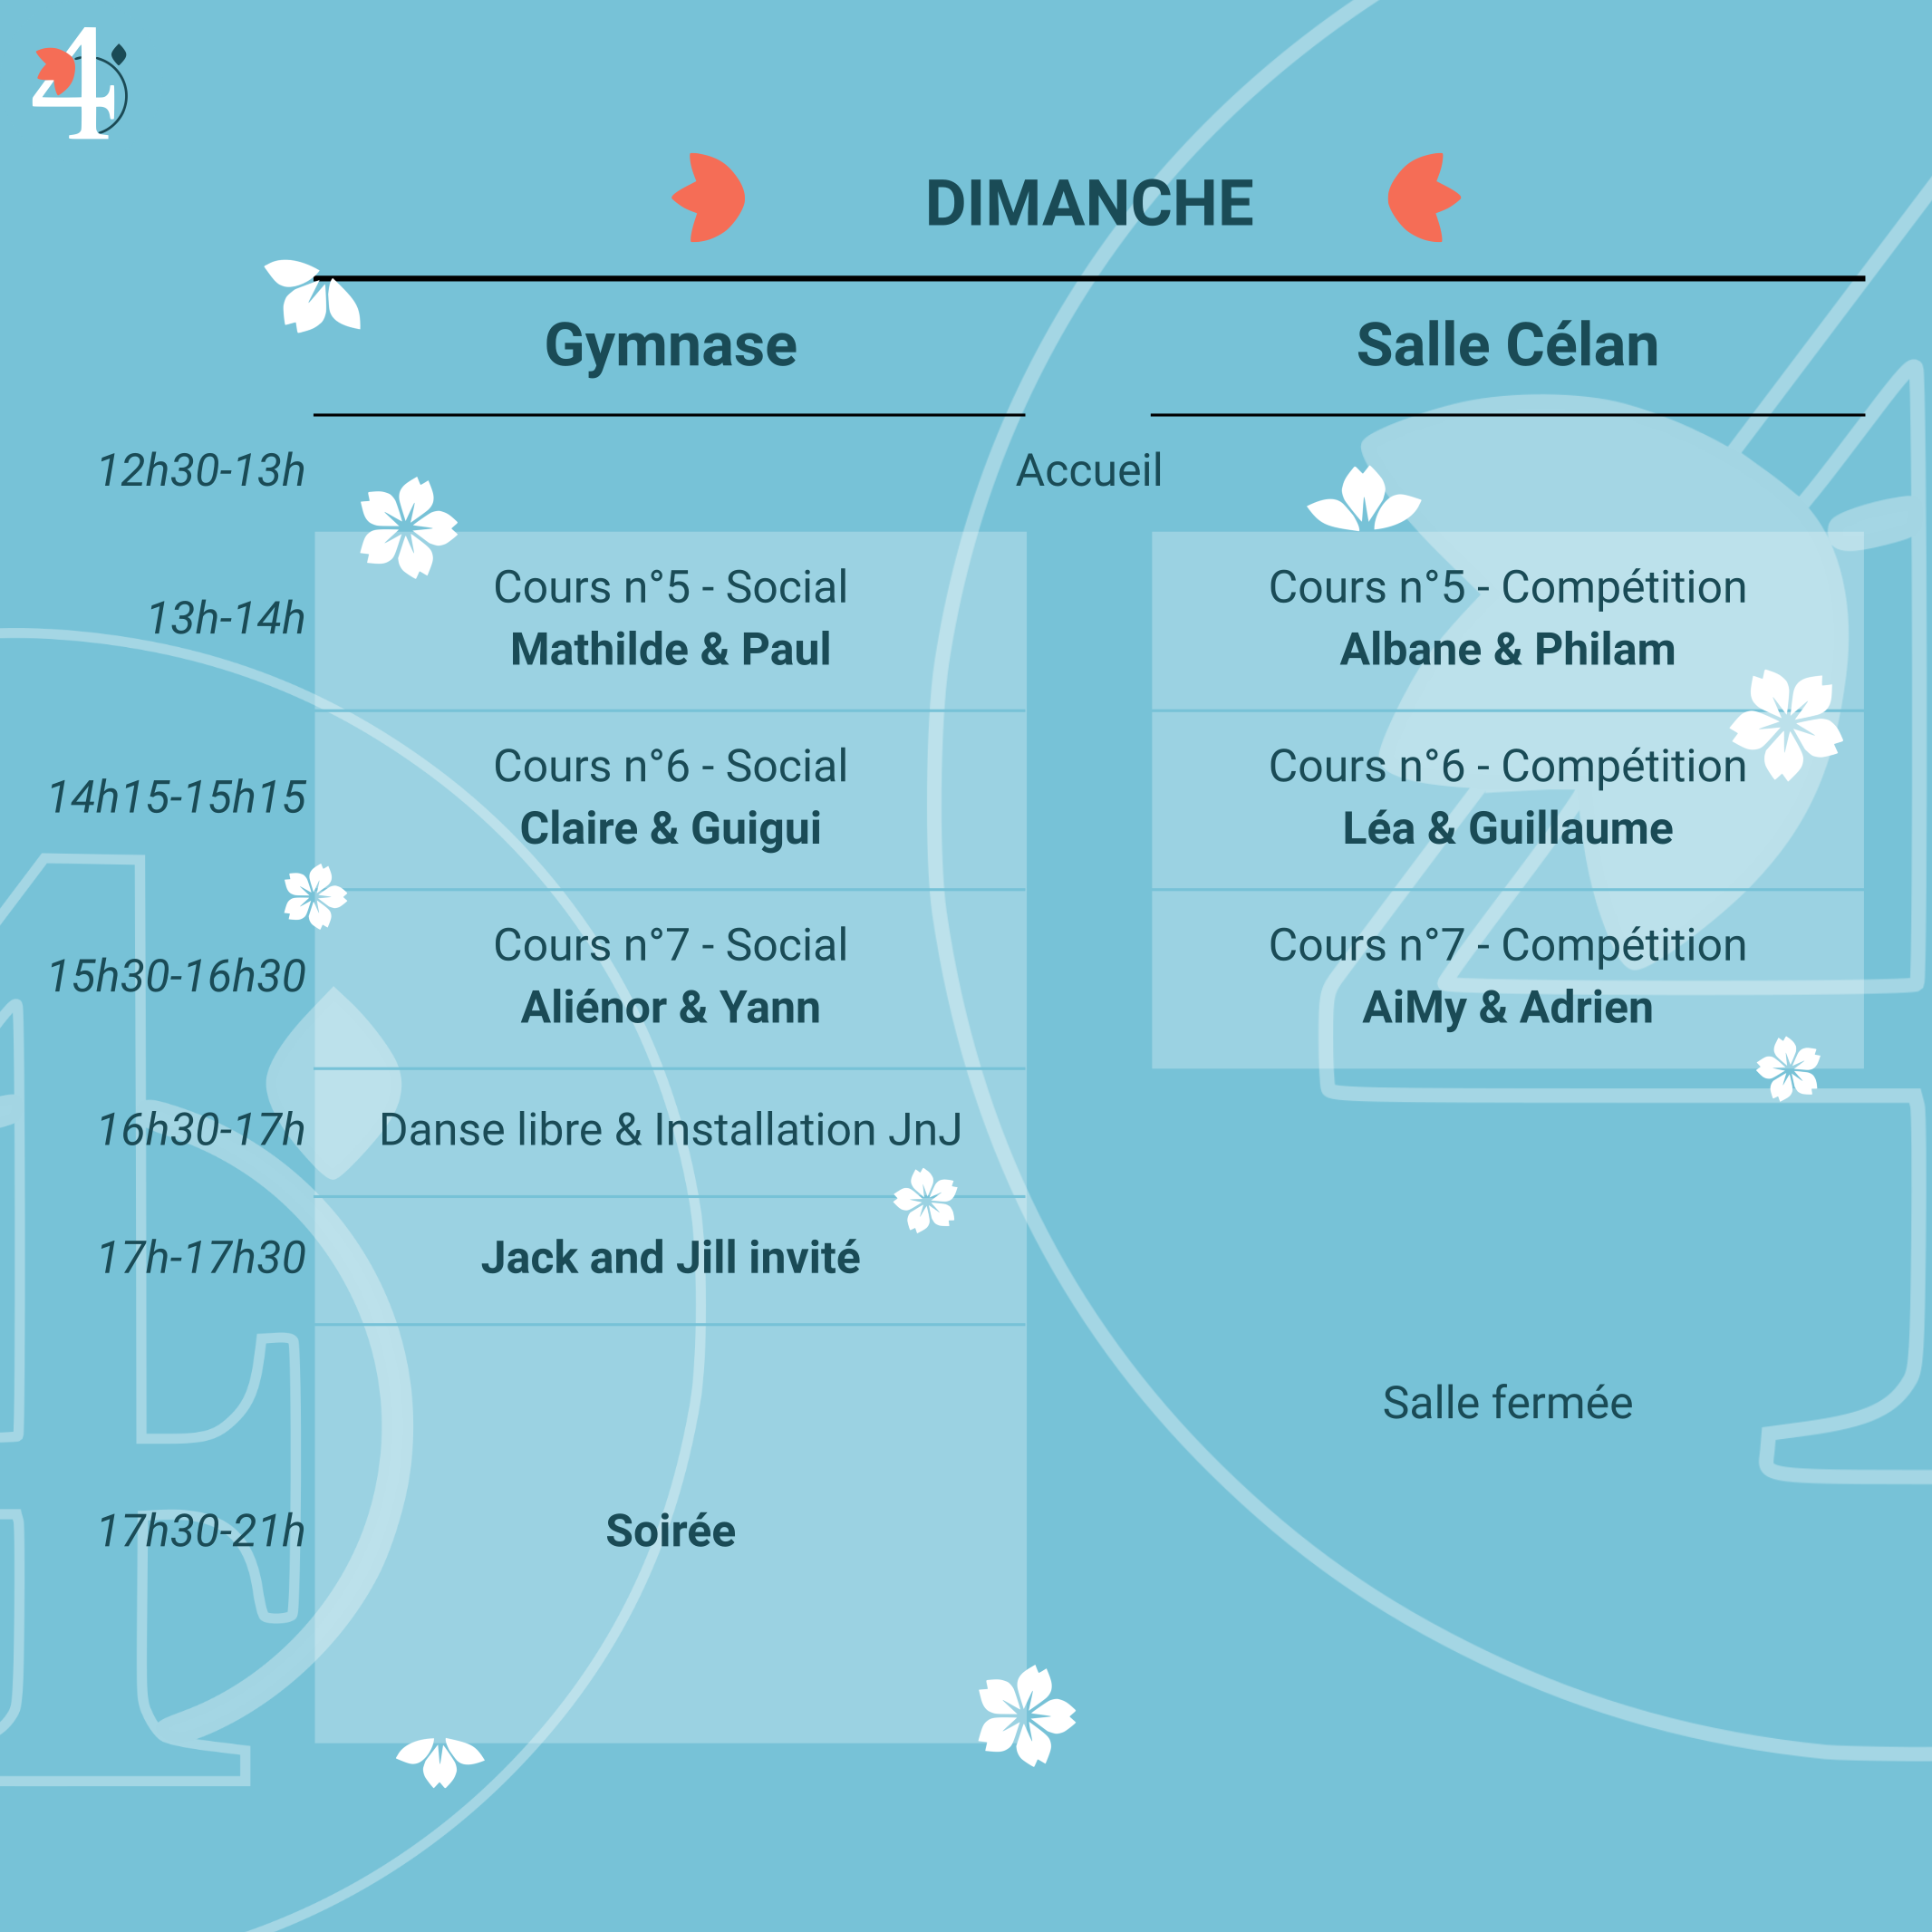 4
DIMANCHE
Gymnase
Salle Célan
12h30-13h
Accueil
13h-14h
Cours n°5 - Social
Mathilde & Paul
Cours n°5 - Compétition
Albane & Philam
14h15-15h15
Cours n°6 - Social
Claire & Guigui
Cours n°6 - Compétition
Léa & Guillaume
15h30-16h30
Cours n°7 - Social
Aliénor & Yann
Cours n°7 - Compétition
AiMy & Adrien
16h30-17h
Danse libre & Installation JnJ
17h-17h30
Jack and Jill invité
Salle fermée
17h30-21h
Soirée